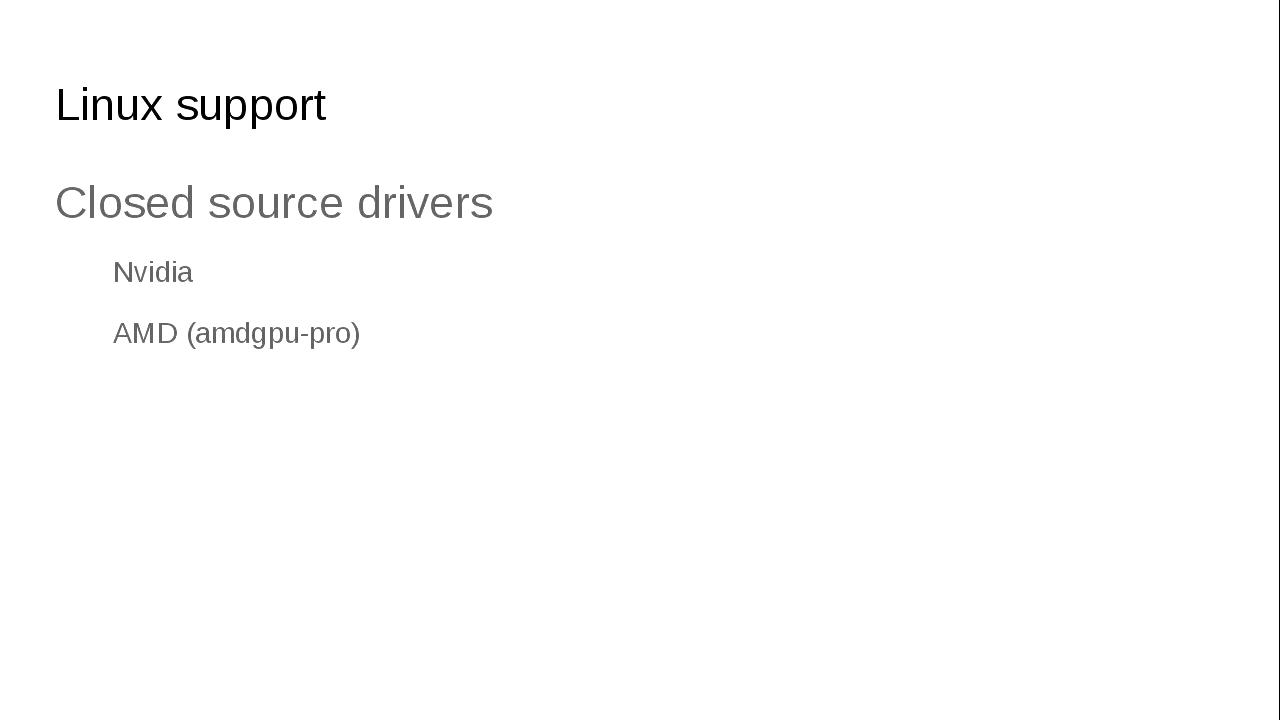 Linux support
Closed source drivers
Nvidia
AMD (amdgpu-pro)